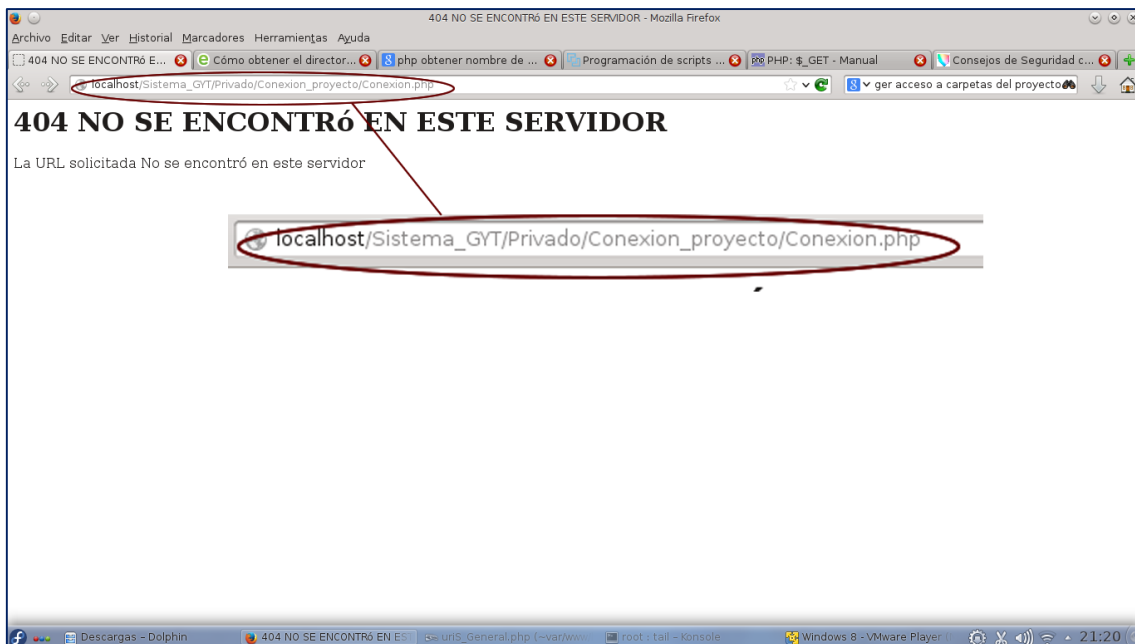 404 NO SE ENCONTRó EN ESTE SERVIDOR - Mozilla Firefox
Archivo Editar Ver Historial Marcadores Herramientas Ayuda
404 NO SE ENCONTRó E... Cómo obtener el director... php obtener nombre de ... Programación de scripts ... PHP: $_GET - Manual Consejos de Seguridad c...
localhost/Sistema_GYT/Privado/Conexion_proyecto/Conexion.php ger acceso a carpetas del proyecto
404 NO SE ENCONTRó EN ESTE SERVIDOR
La URL solicitada No se encontró en este servidor
localhost/Sistema_GYT/Privado/Conexion_proyecto/Conexion.php
Descargas – Dolphin 404 NO SE ENCONTRó EN EST uriS_General.php (~var/www root : tail – Konsole Windows 8 - VMware Player 21:20